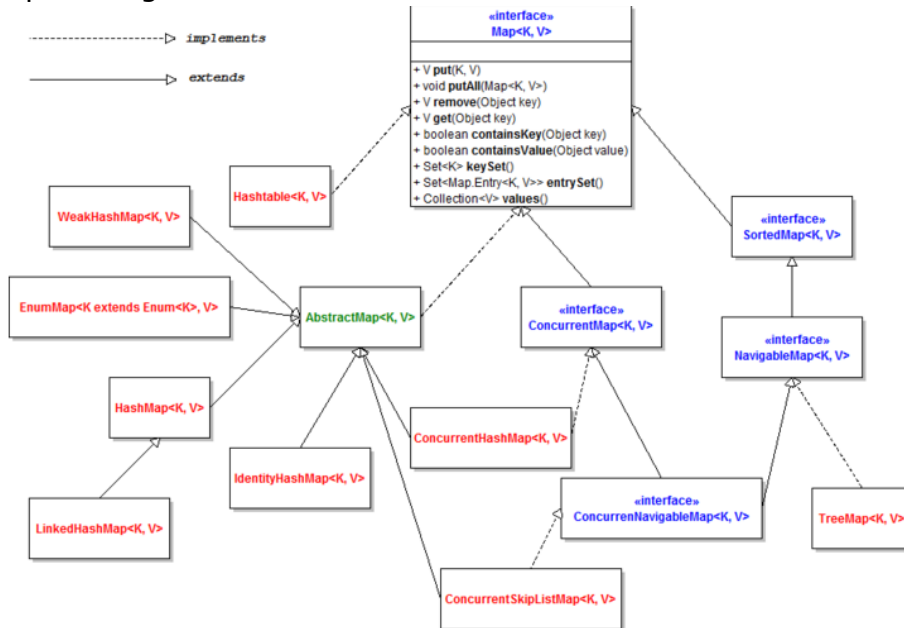 implements
extends
«interface»
Map<K, V>
+ V put(K, V)
+ void putAll(Map<K, V>)
+ V remove(Object key)
+ V get(Object key)
+ boolean containsKey(Object key)
+ boolean containsValue(Object value)
+ Set<K> keySet()
+ Set<Map.Entry<K, V>> entrySet()
+ Collection<V> values()
Hashtable<K, V>
WeakHashMap<K, V>
«interface»
SortedMap<K, V>
EnumMap<K extends Enum<K>, V>
AbstractMap<K, V>
«interface»
ConcurrentMap<K, V>
«interface»
NavigableMap<K, V>
HashMap<K, V>
ConcurrentHashMap<K, V>
IdentityHashMap<K, V>
«interface»
ConcurrenNavigableMap<K, V>
LinkedHashMap<K, V>
TreeMap<K, V>
ConcurrentSkipListMap<K, V>